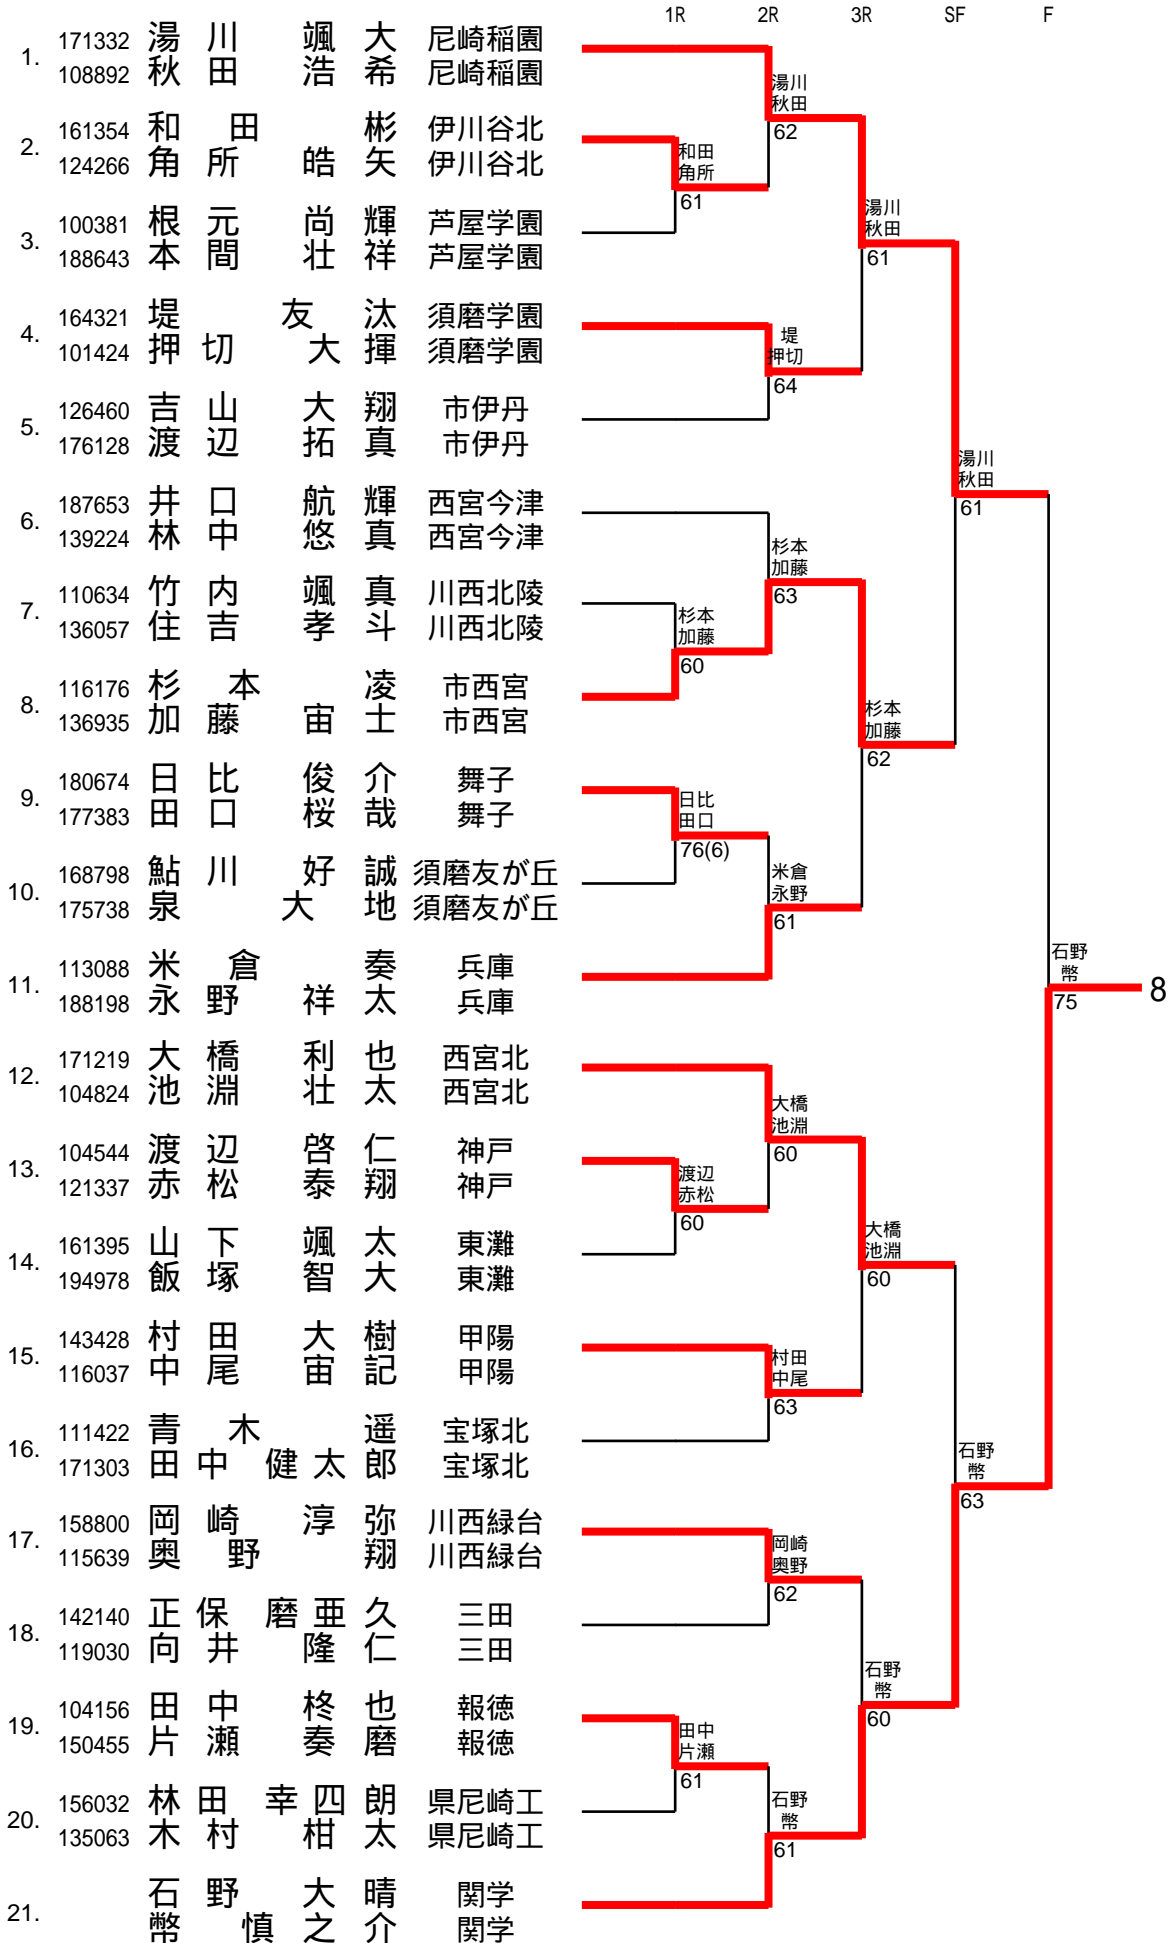 1R 2R 3R SF F
1. 171332 湯川 颯大 尼崎稲園
108892 秋田 浩希 尼崎稲園
2. 161354 和田 彬 伊川谷北
124266 角所 皓矢 伊川谷北
3. 100381 根元 尚輝 芦屋学園
188643 本間 壮祥 芦屋学園
4. 164321 堤 友汰 須磨学園
101424 押切 大揮 須磨学園
5. 126460 吉山 大翔 市伊丹
176128 渡辺 拓真 市伊丹
6. 187653 井口 航輝 西宮今津
139224 林中 悠真 西宮今津
7. 110634 竹内 颯真 川西北陵
136057 住吉 孝斗 川西北陵
8. 116176 杉本 凌 市西宮
136935 加藤 宙士 市西宮
9. 180674 日比 俊介 舞子
177383 田口 桜哉 舞子
10. 168798 鮎川 好誠 須磨友が丘
175738 泉 大地 須磨友が丘
11. 113088 米倉 奏 兵庫
188198 永野 祥太 兵庫
12. 171219 大橋 利也 西宮北
104824 池淵 壮太 西宮北
13. 104544 渡辺 啓仁 神戸
121337 赤松 泰翔 神戸
14. 161395 山下 颯太 東灘
194978 飯塚 智大 東灘
15. 143428 村田 大樹 甲陽
116037 中尾 宙記 甲陽
16. 111422 青木 遥 宝塚北
171303 田中 健太郎 宝塚北
17. 158800 岡崎 淳弥 川西緑台
115639 奥野 翔 川西緑台
18. 142140 正保 磨亜久 三田
119030 向井 隆仁 三田
19. 104156 田中 柊也 報徳
150455 片瀬 奏磨 報徳
20. 156032 林田 幸四朗 県尼崎工
135063 木村 柑太 県尼崎工
21. 石野 大晴 関学
幣 慎之介 関学
和田
角所
61
杉本
加藤
60
日比
田口
76(6)
渡辺
赤松
60
田中
片瀬
61
湯川
秋田
62
堤
押切
64
杉本
加藤
63
米倉
永野
61
大橋
池淵
60
村田
中尾
63
岡崎
奥野
62
石野
幣
61
湯川
秋田
61
杉本
加藤
62
大橋
池淵
60
石野
幣
60
湯川
秋田
61
石野
幣
63
石野
幣
75
8